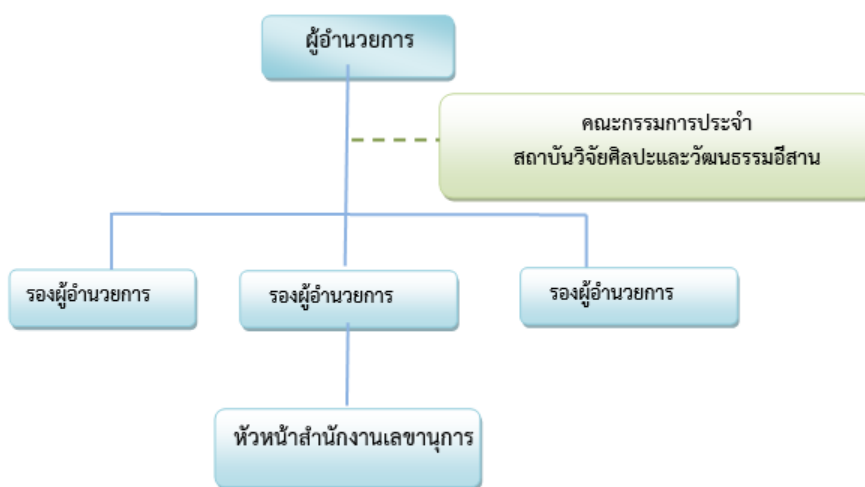 ผู้อำนวยการ
คณะกรรมการประจำ
สถาบันวิจัยศิลปะและวัฒนธรรมอีสาน
รองผู้อำนวยการ
รองผู้อำนวยการ
รองผู้อำนวยการ
หัวหน้าสำนักงานเลขานุการ